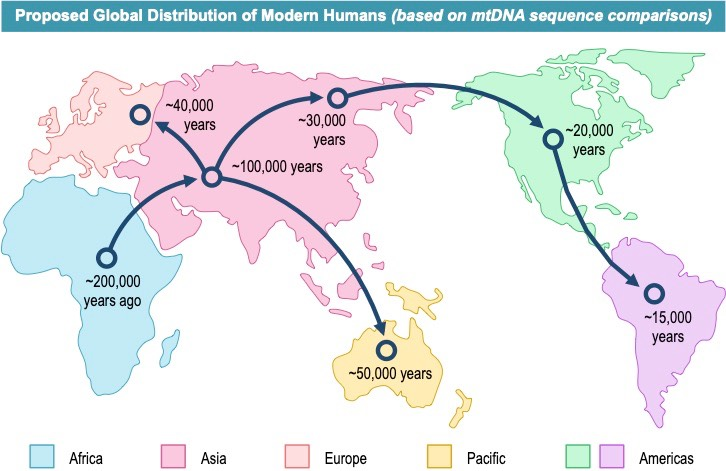 Proposed Global Distribution of Modern Humans (based on mtDNA sequence comparisons)
~40,000
years
~30,000
years
~20,000
years
~100,000 years
~200,000
years ago
~15,000
years
~50,000 years
Africa
Asia
Europe
Pacific
Americas